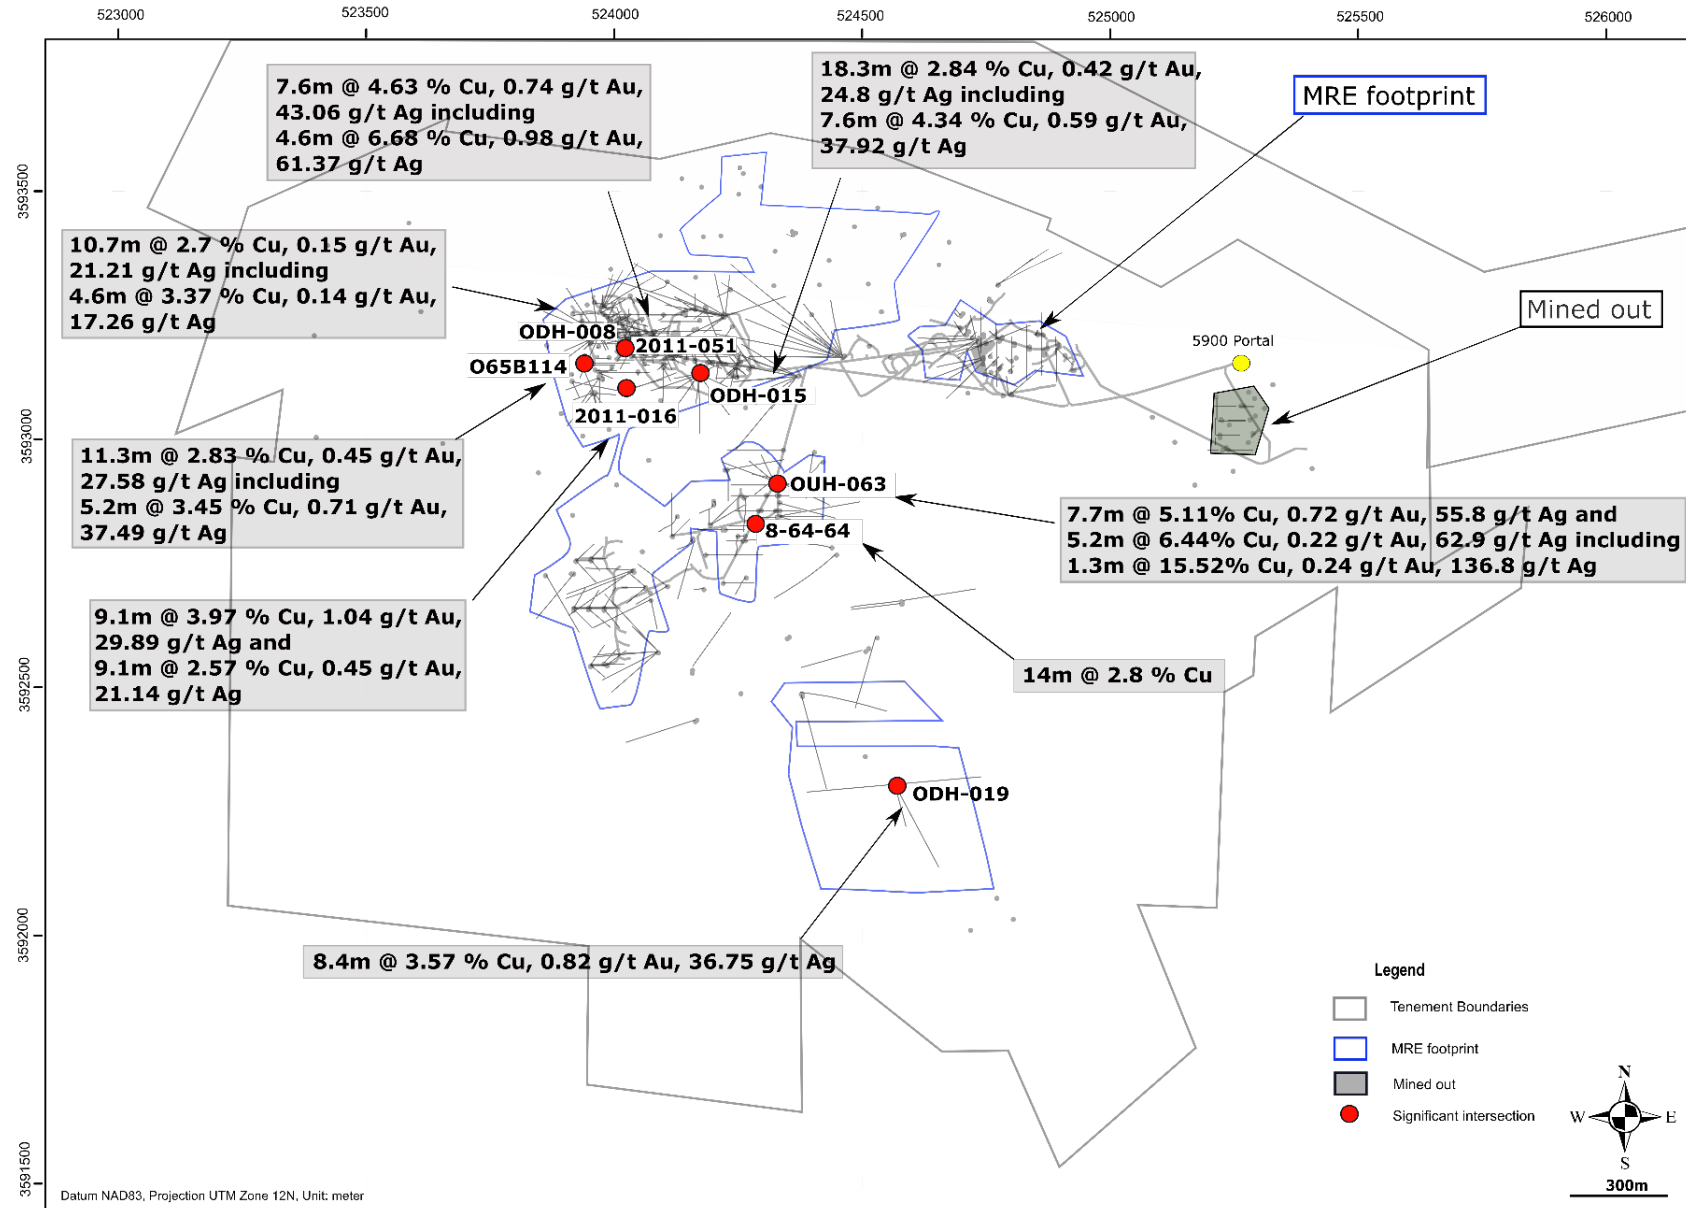 523000
523500
524000
524500
525000
525500
526000
3593500
3593000
3592500
3592000
3591500
7.6m @ 4.63 % Cu, 0.74 g/t Au,
43.06 g/t Ag including
4.6m @ 6.68 % Cu, 0.98 g/t Au,
61.37 g/t Ag
18.3m @ 2.84 % Cu, 0.42 g/t Au,
24.8 g/t Ag including
7.6m @ 4.34 % Cu, 0.59 g/t Au,
37.92 g/t Ag
MRE footprint
10.7m @ 2.7 % Cu, 0.15 g/t Au,
21.21 g/t Ag including
4.6m @ 3.37 % Cu, 0.14 g/t Au,
17.26 g/t Ag
Mined out
5900 Portal
ODH-008
2011-051
O65B114
ODH-015
2011-016
11.3m @ 2.83 % Cu, 0.45 g/t Au,
27.58 g/t Ag including
5.2m @ 3.45 % Cu, 0.71 g/t Au,
37.49 g/t Ag
OUH-063
8-64-64
7.7m @ 5.11% Cu, 0.72 g/t Au, 55.8 g/t Ag and
5.2m @ 6.44% Cu, 0.22 g/t Au, 62.9 g/t Ag including
1.3m @ 15.52% Cu, 0.24 g/t Au, 136.8 g/t Ag
9.1m @ 3.97 % Cu, 1.04 g/t Au,
29.89 g/t Ag and
9.1m @ 2.57 % Cu, 0.45 g/t Au,
21.14 g/t Ag
14m @ 2.8 % Cu
ODH-019
8.4m @ 3.57 % Cu, 0.82 g/t Au, 36.75 g/t Ag
Legend
Tenement Boundaries
MRE footprint
Mined out
Significant intersection
N
W
E
S
300m
Datum NAD83, Projection UTM Zone 12N, Unit: meter